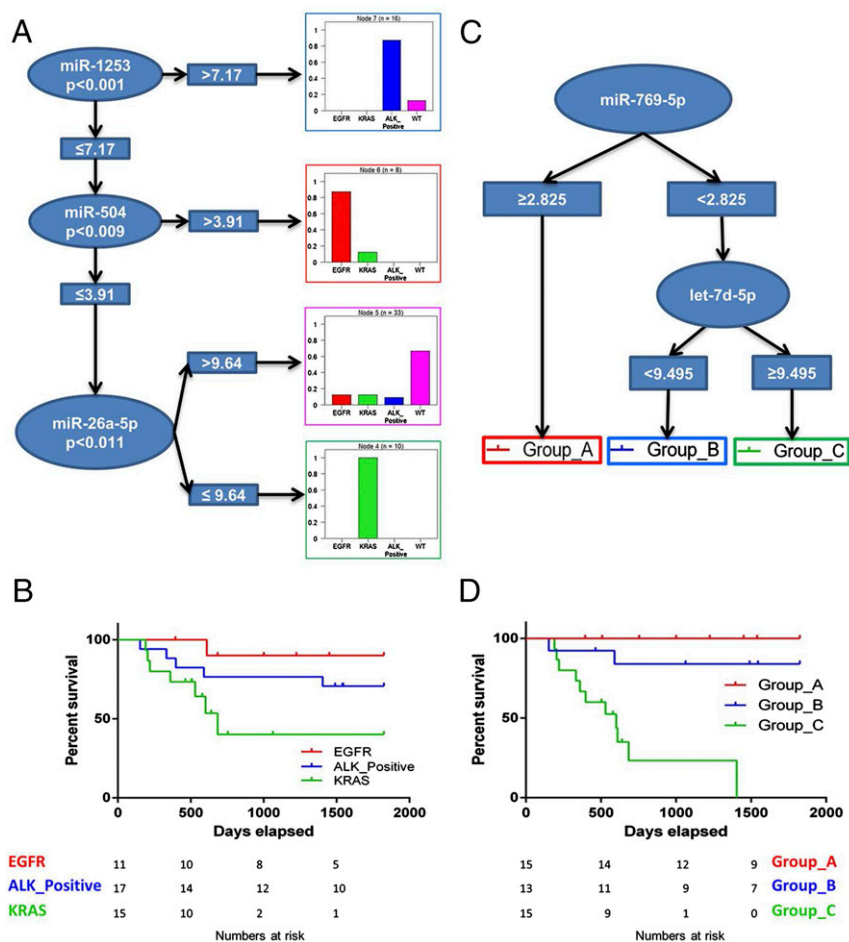 A
miR-1253
p<0.001
>7.17
≤7.17
miR-504
p<0.009
>3.91
≤3.91
miR-26a-5p
p<0.011
>9.64
≤ 9.64
Node 7 (n = 16)
1
0.8
0.6
0.4
0.2
0
EGFR KRAS ALK_ Positive WT
Node 6 (n = 8)
1
0.8
0.6
0.4
0.2
0
EGFR KRAS ALK_ Positive WT
Node 5 (n = 33)
1
0.8
0.6
0.4
0.2
0
EGFR KRAS ALK_ Positive WT
Node 4 (n = 10)
1
0.8
0.6
0.4
0.2
0
EGFR KRAS ALK_ Positive WT
C
miR-769-5p
≥2.825 <2.825
let-7d-5p
<9.495 ≥9.495
Group_A Group_B Group_C
B
Percent survival
100
50
0
EGFR
ALK_Positive
KRAS
0 500 1000 1500 2000
Days elapsed
EGFR 11 10 8 5
ALK_Positive 17 14 12 10
KRAS 15 10 2 1
Numbers at risk
D
Percent survival
100
50
0
Group_A
Group_B
Group_C
0 500 1000 1500 2000
Days elapsed
15 14 12 9 Group_A
13 11 9 7 Group_B
15 9 1 0 Group_C
Numbers at risk